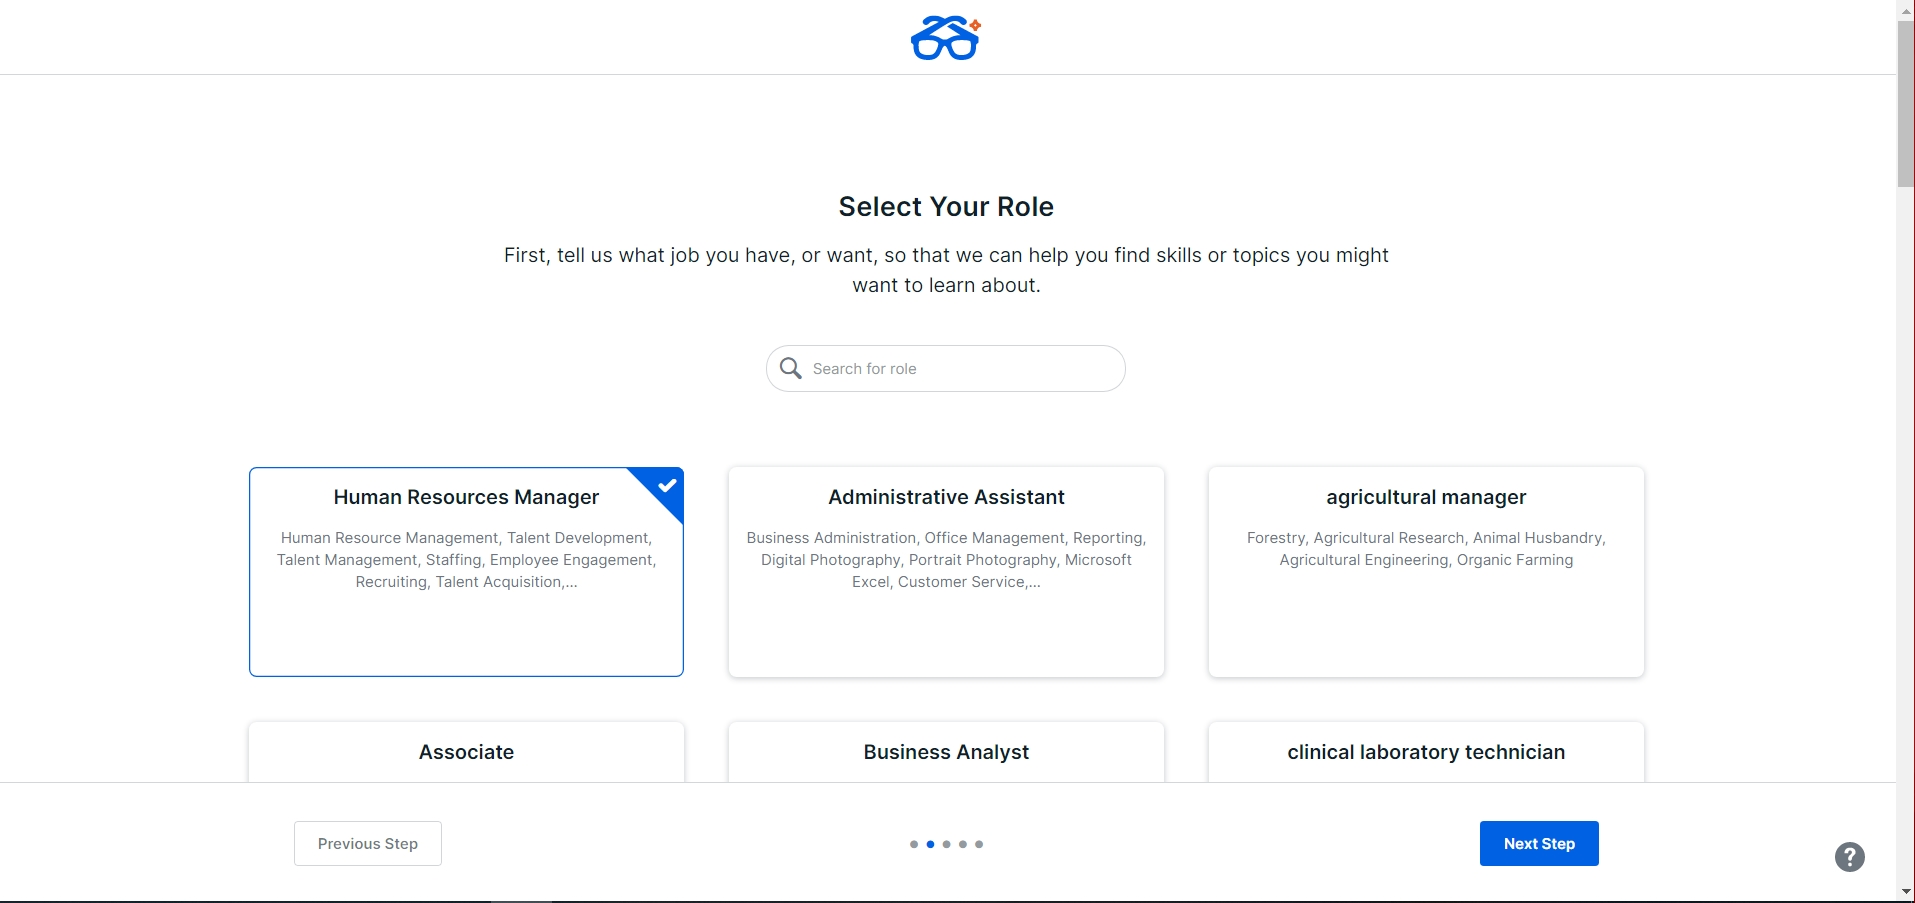 Select Your Role
First, tell us what job you have, or want, so that we can help you find skills or topics you might
want to learn about.
Search for role
Human Resources Manager
Human Resource Management, Talent Development,
Talent Management, Staffing, Employee Engagement,
Recruiting, Talent Acquisition,...
Administrative Assistant
Business Administration, Office Management, Reporting,
Digital Photography, Portrait Photography, Microsoft
Excel, Customer Service,...
agricultural manager
Forestry, Agricultural Research, Animal Husbandry,
Agricultural Engineering, Organic Farming
Associate
Business Analyst
clinical laboratory technician
Previous Step
Next Step
?